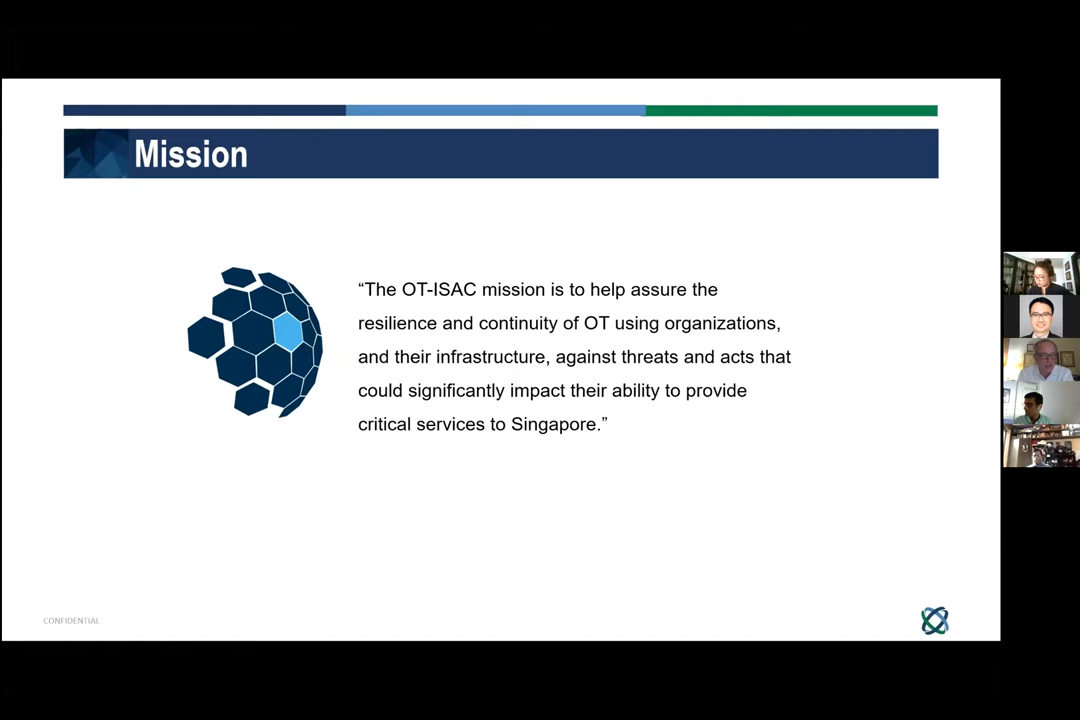 Mission
“The OT-ISAC mission is to help assure the
resilience and continuity of OT using organizations,
and their infrastructure, against threats and acts that
could significantly impact their ability to provide
critical services to Singapore.”
CONFIDENTIAL